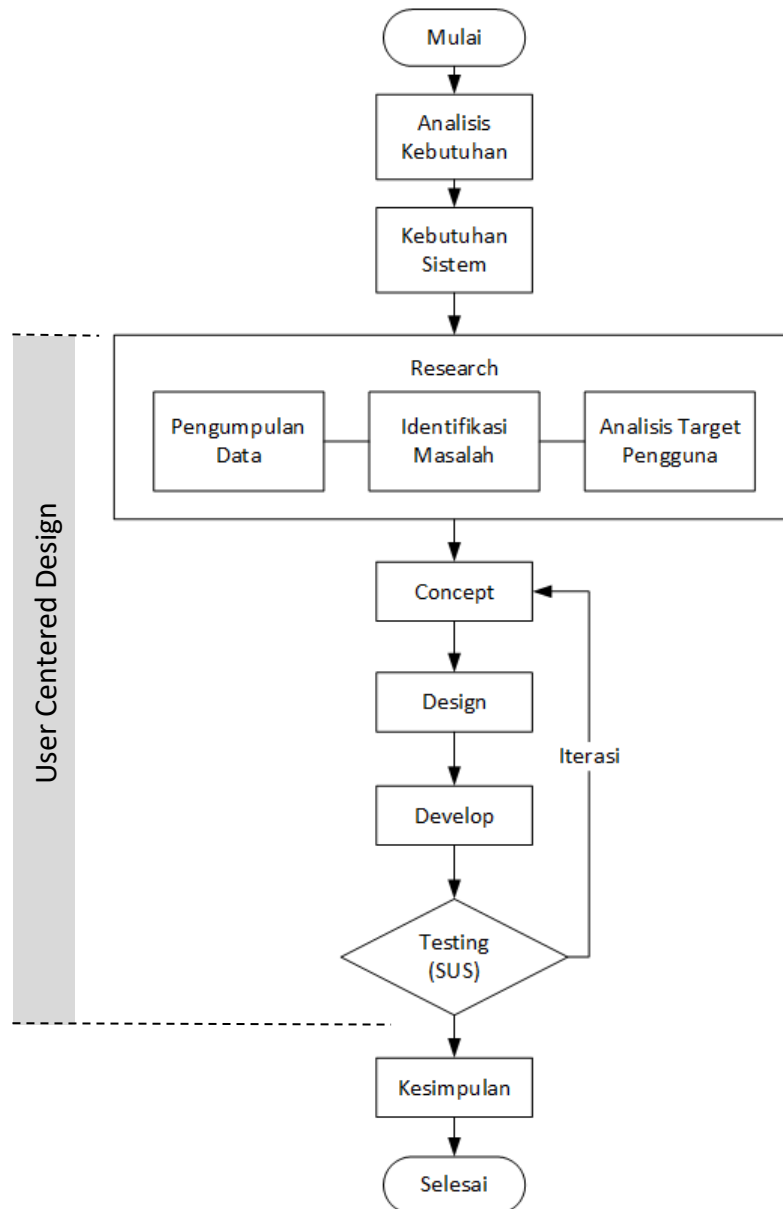 Mulai
Analisis
Kebutuhan
Kebutuhan
Sistem
User Centered Design
Research
Pengumpulan
Data
Identifikasi
Masalah
Analisis Target
Pengguna
Concept
Design
Iterasi
Develop
Testing
(SUS)
Kesimpulan
Selesai